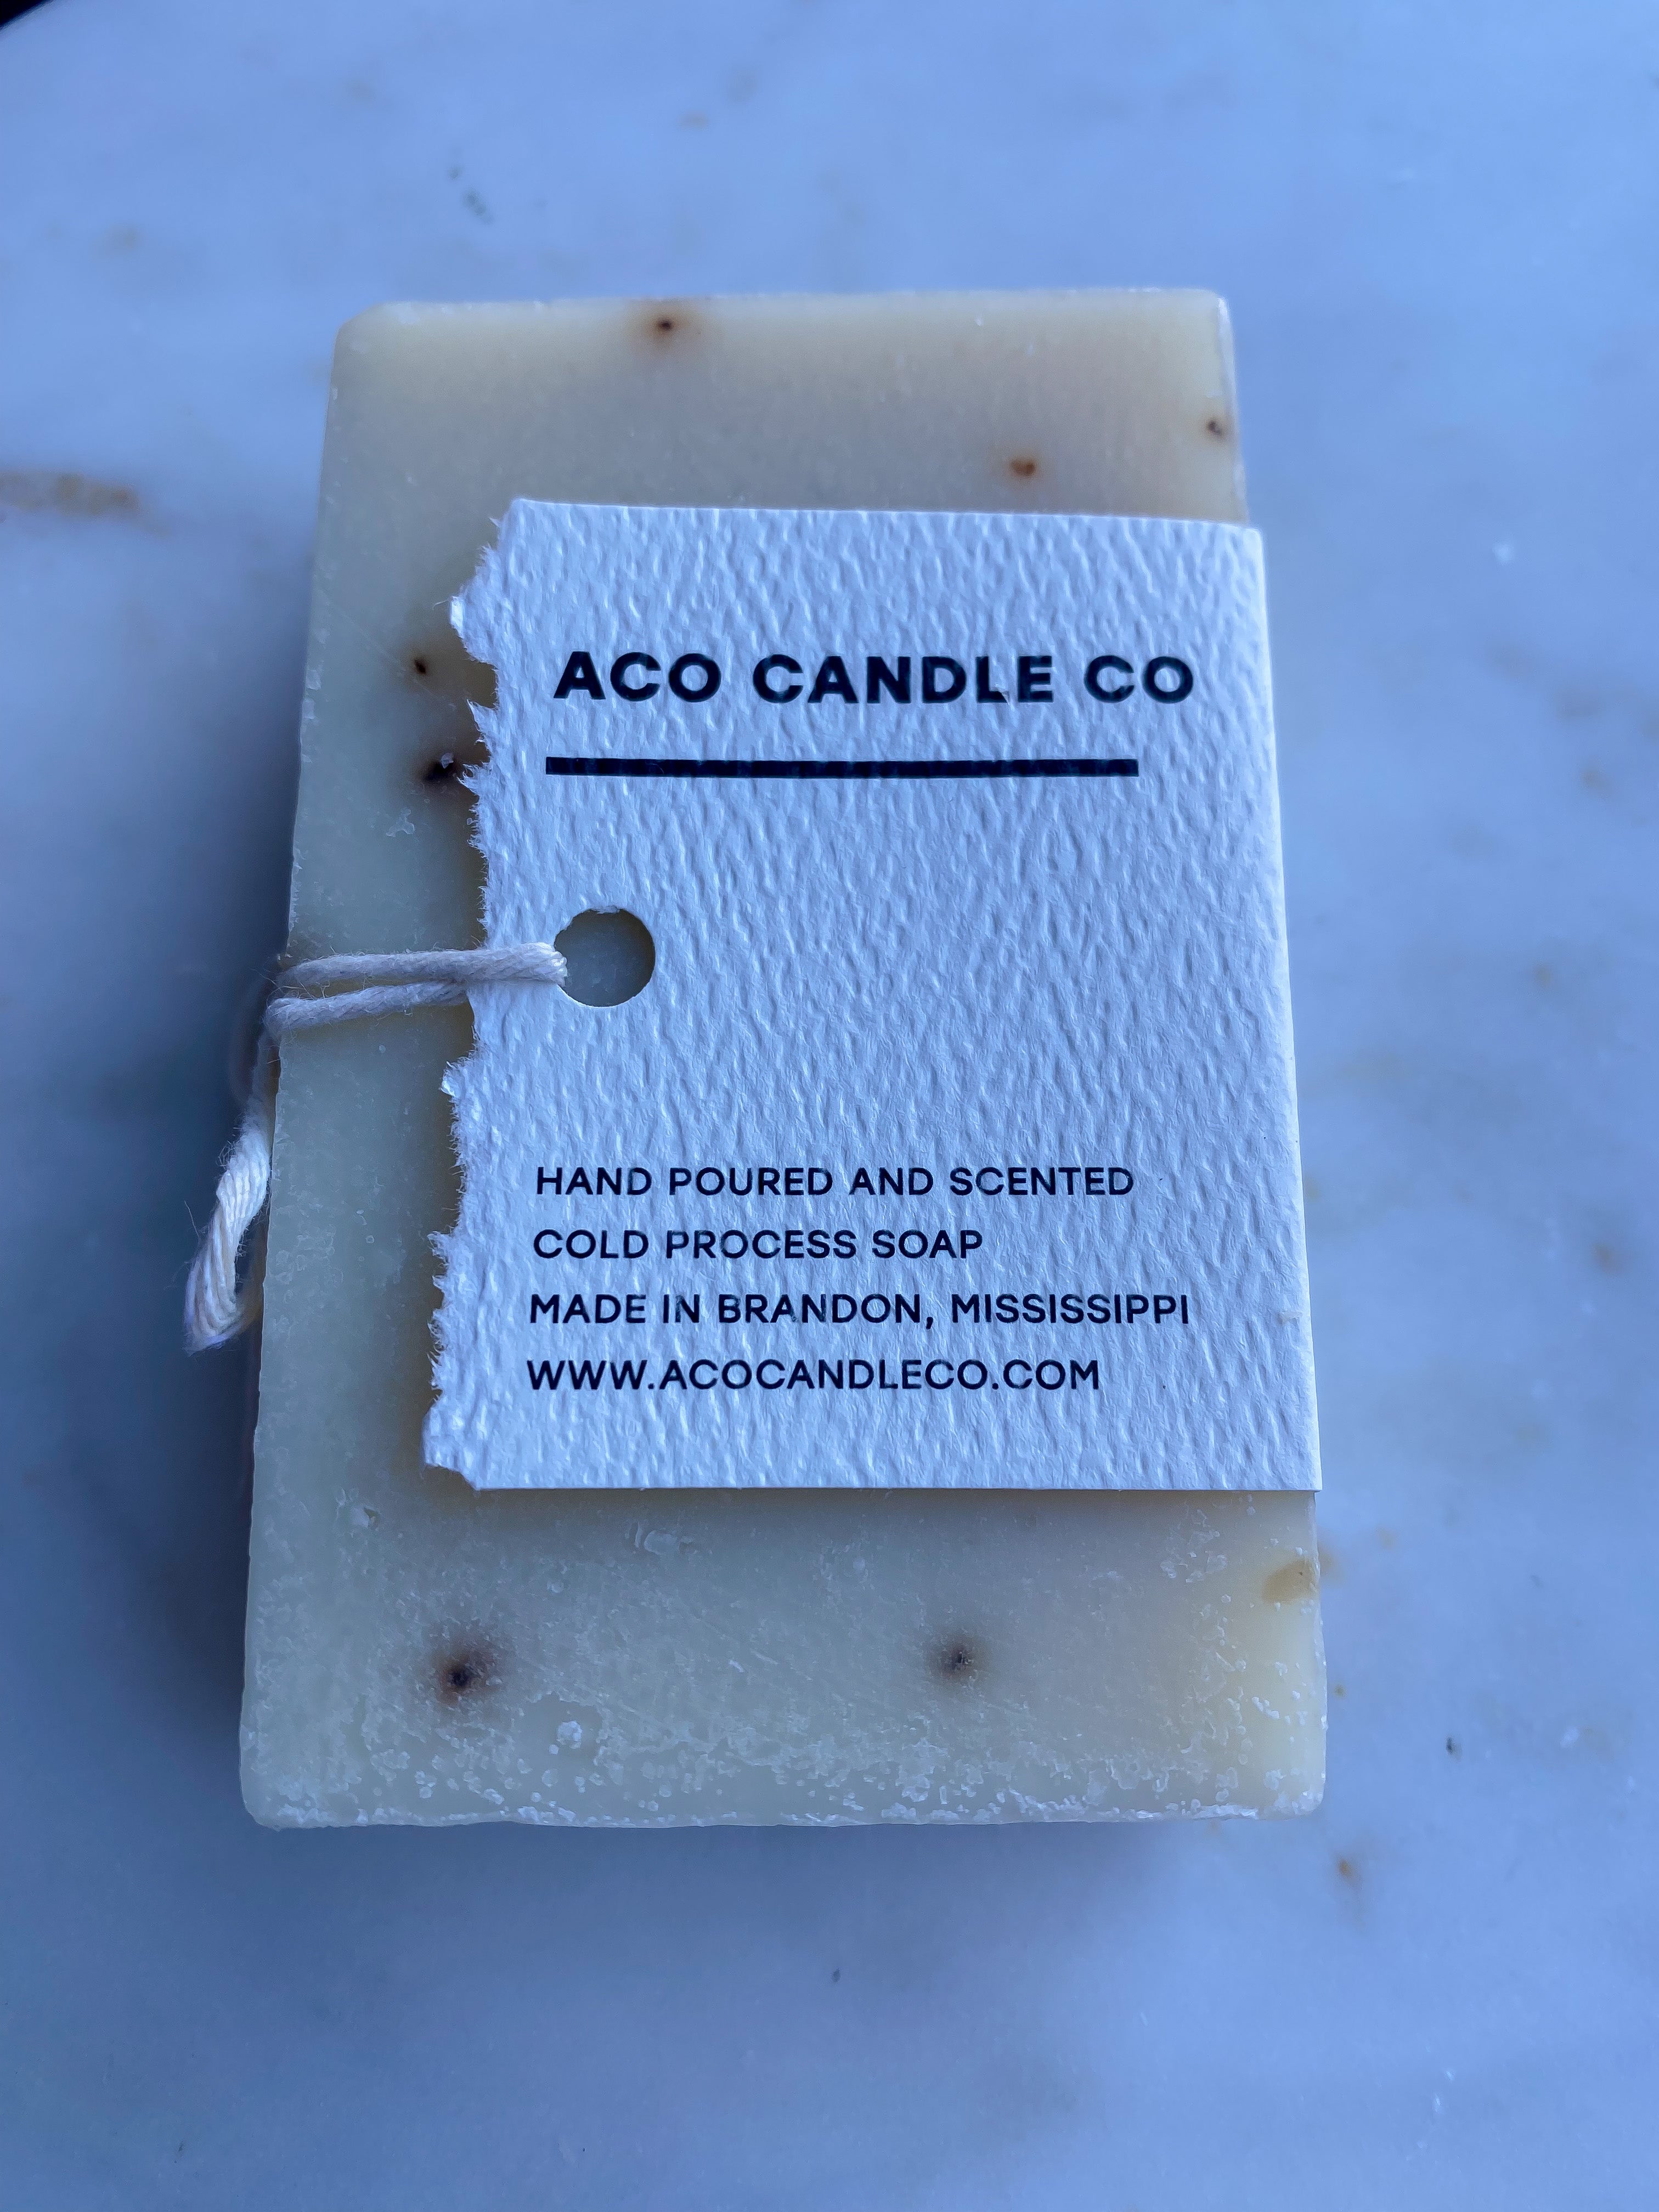 ACO CANDLE CO
HAND POURED AND SCENTED
COLD PROCESS SOAP
MADE IN BRANDON, MISSISSIPPI
WWW.ACOCANDLECO.COM